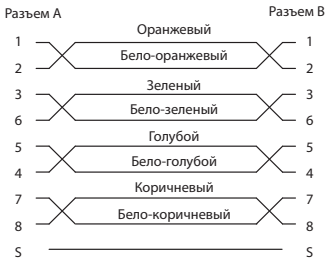 Разъем A Разъем B
Оранжевый
1 1
Бело-оранжевый
2 2
Зеленый
3 3
Бело-зеленый
6 6
Голубой
5 5
Бело-голубой
4 4
Коричневый
7 7
Бело-коричневый
8 8
S S